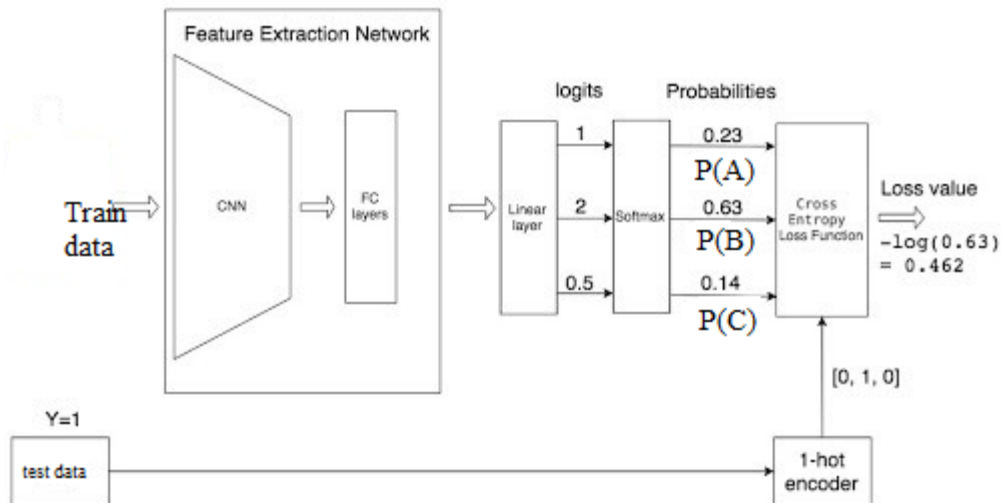 Feature Extraction Network
logits
Probabilities
1
0.23
P(A)
Train
data
CNN
FC
layers
Linear
layer
2
Softmax
0.63
P(B)
Cross
Entropy
Loss Function
Loss value
-log(0.63)
= 0.462
0.5
0.14
P(C)
[0, 1, 0]
Y=1
test data
1-hot
encoder